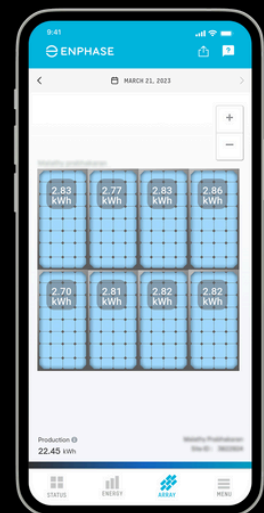 9:41
ENPHASE
?
MARCH 21, 2023
+
−
2.83 2.77 2.83 2.86
kWh kWh kWh kWh
2.70 2.81 2.82 2.82
kWh kWh kWh kWh
Production
22.45 kWh
STATUS ENERGY ARRAY MENU